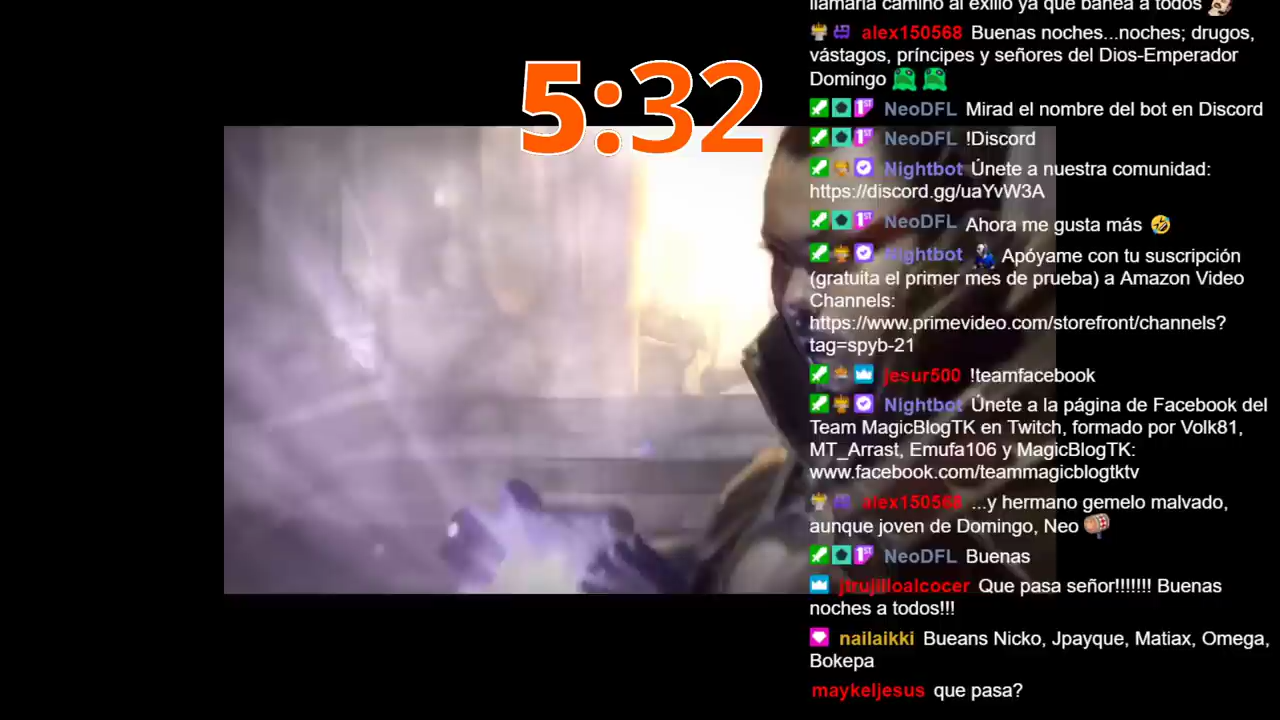 llamaría camino al exilio ya que banea a todos
5:32
alex150568 Buenas noches...noches; drugos,
vástagos, príncipes y señores del Dios-Emperador
Domingo
NeoDFL Mirad el nombre del bot en Discord
NeoDFL !Discord
Nightbot Únete a nuestra comunidad:
https://discord.gg/uaYvW3A
NeoDFL Ahora me gusta más
Nightbot Apóyame con tu suscripción
(gratuita el primer mes de prueba) a Amazon Video
Channels:
https://www.primevideo.com/storefront/channels?
tag=spyb-21
jesur500 !teamfacebook
Nightbot Únete a la página de Facebook del
Team MagicBlogTK en Twitch, formado por Volk81,
MT_Arrast, Emufa106 y MagicBlogTK:
www.facebook.com/teammagicblogtktv
alex150568 ...y hermano gemelo malvado,
aunque joven de Domingo, Neo
NeoDFL Buenas
jtrujilloalcocer Que pasa señor!!!!!!! Buenas
noches a todos!!!
nailaikki Bueans Nicko, Jpayque, Matiax, Omega,
Bokepa
maykeljesus que pasa?